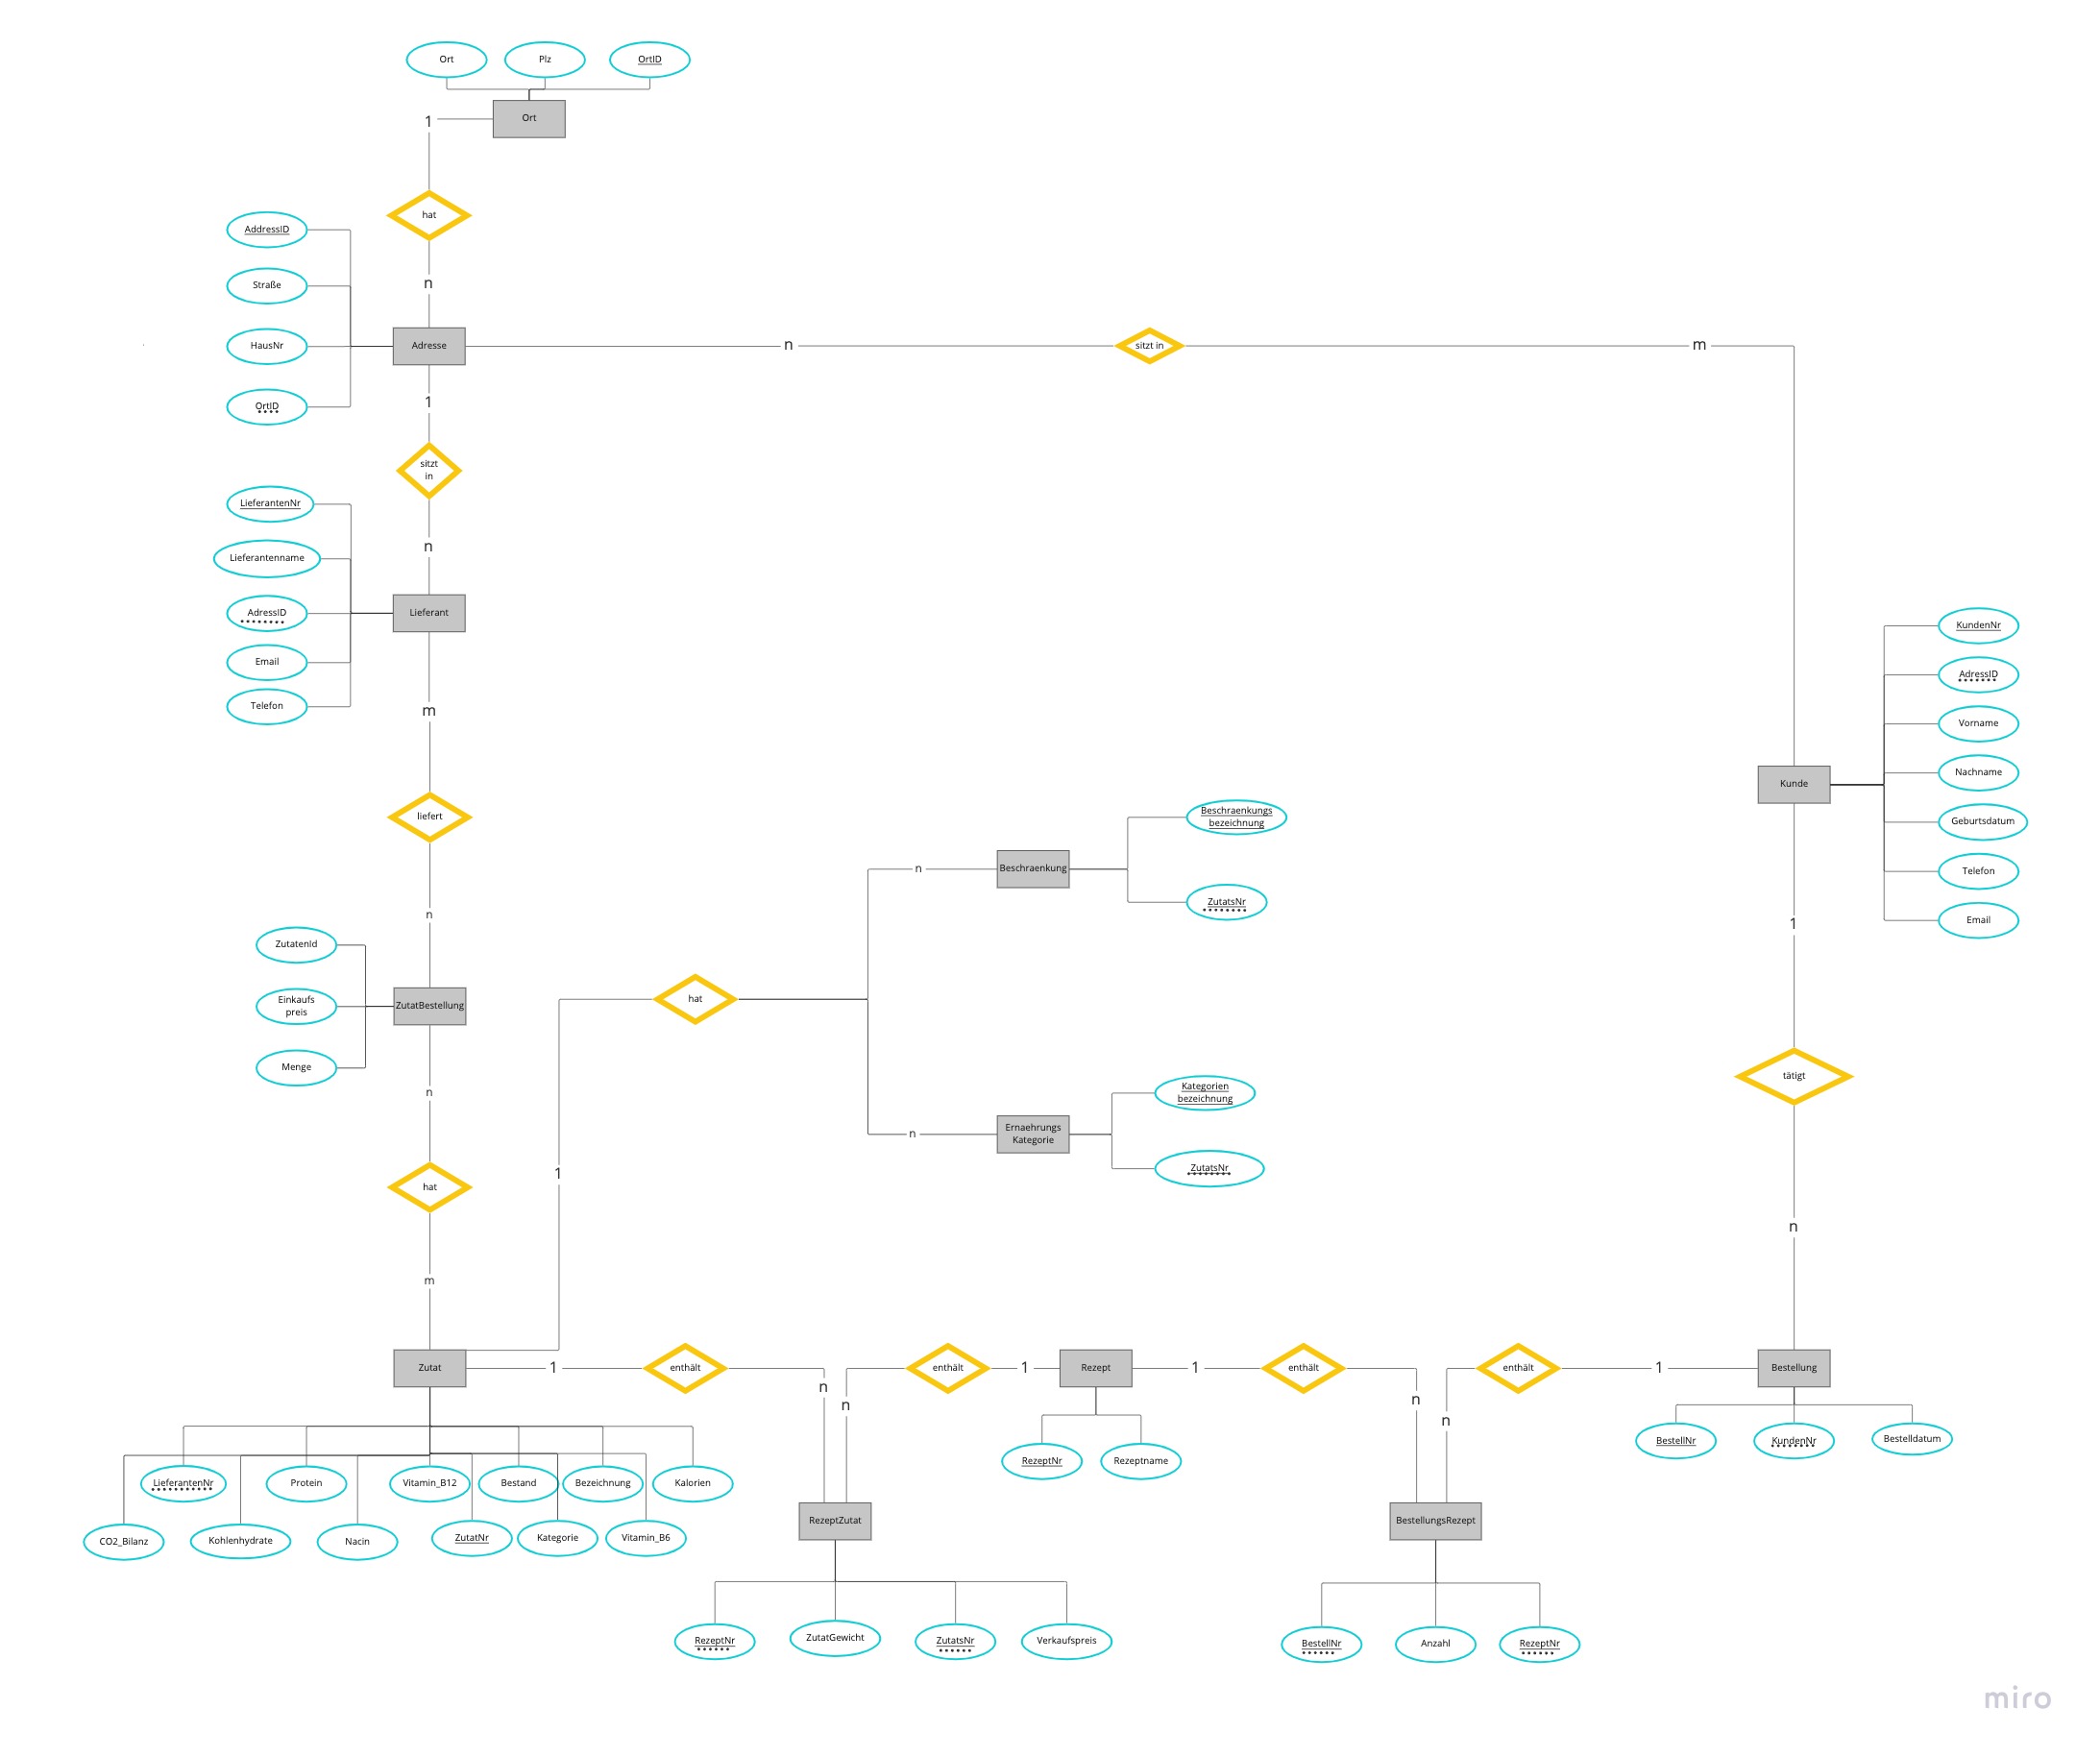 Ort
Plz
OrtID
Ort
1
hat
AddressID
n
Straße
HausNr
Adresse
n
sitzt in
m
OrtID
1
sitzt
in
LieferantenNr
n
Lieferantenname
AdressID
Lieferant
Email
Telefon
m
KundenNr
AdressID
Vorname
Nachname
Kunde
Geburtsdatum
Telefon
Email
liefert
Beschraenkungs
bezeichnung
n
Beschraenkung
ZutatsNr
n
1
ZutatenId
Einkaufs
preis
ZutatBestellung
Menge
hat
n
Kategorien
bezeichnung
n
Ernaehrungs
Kategorie
ZutatsNr
tätigt
1
hat
n
m
Zutat
1
enthält
n
enthält
n
1
Rezept
1
enthält
n
enthält
n
1
Bestellung
RezeptNr
Rezeptname
BestellNr
KundenNr
Bestelldatum
LieferantenNr
Protein
Vitamin_B12
Bestand
Bezeichnung
Kalorien
CO2_Bilanz
Kohlenhydrate
Nacin
ZutatNr
Kategorie
Vitamin_B6
RezeptZutat
BestellungsRezept
RezeptNr
ZutatGewicht
ZutatsNr
Verkaufspreis
BestellNr
Anzahl
RezeptNr
miro